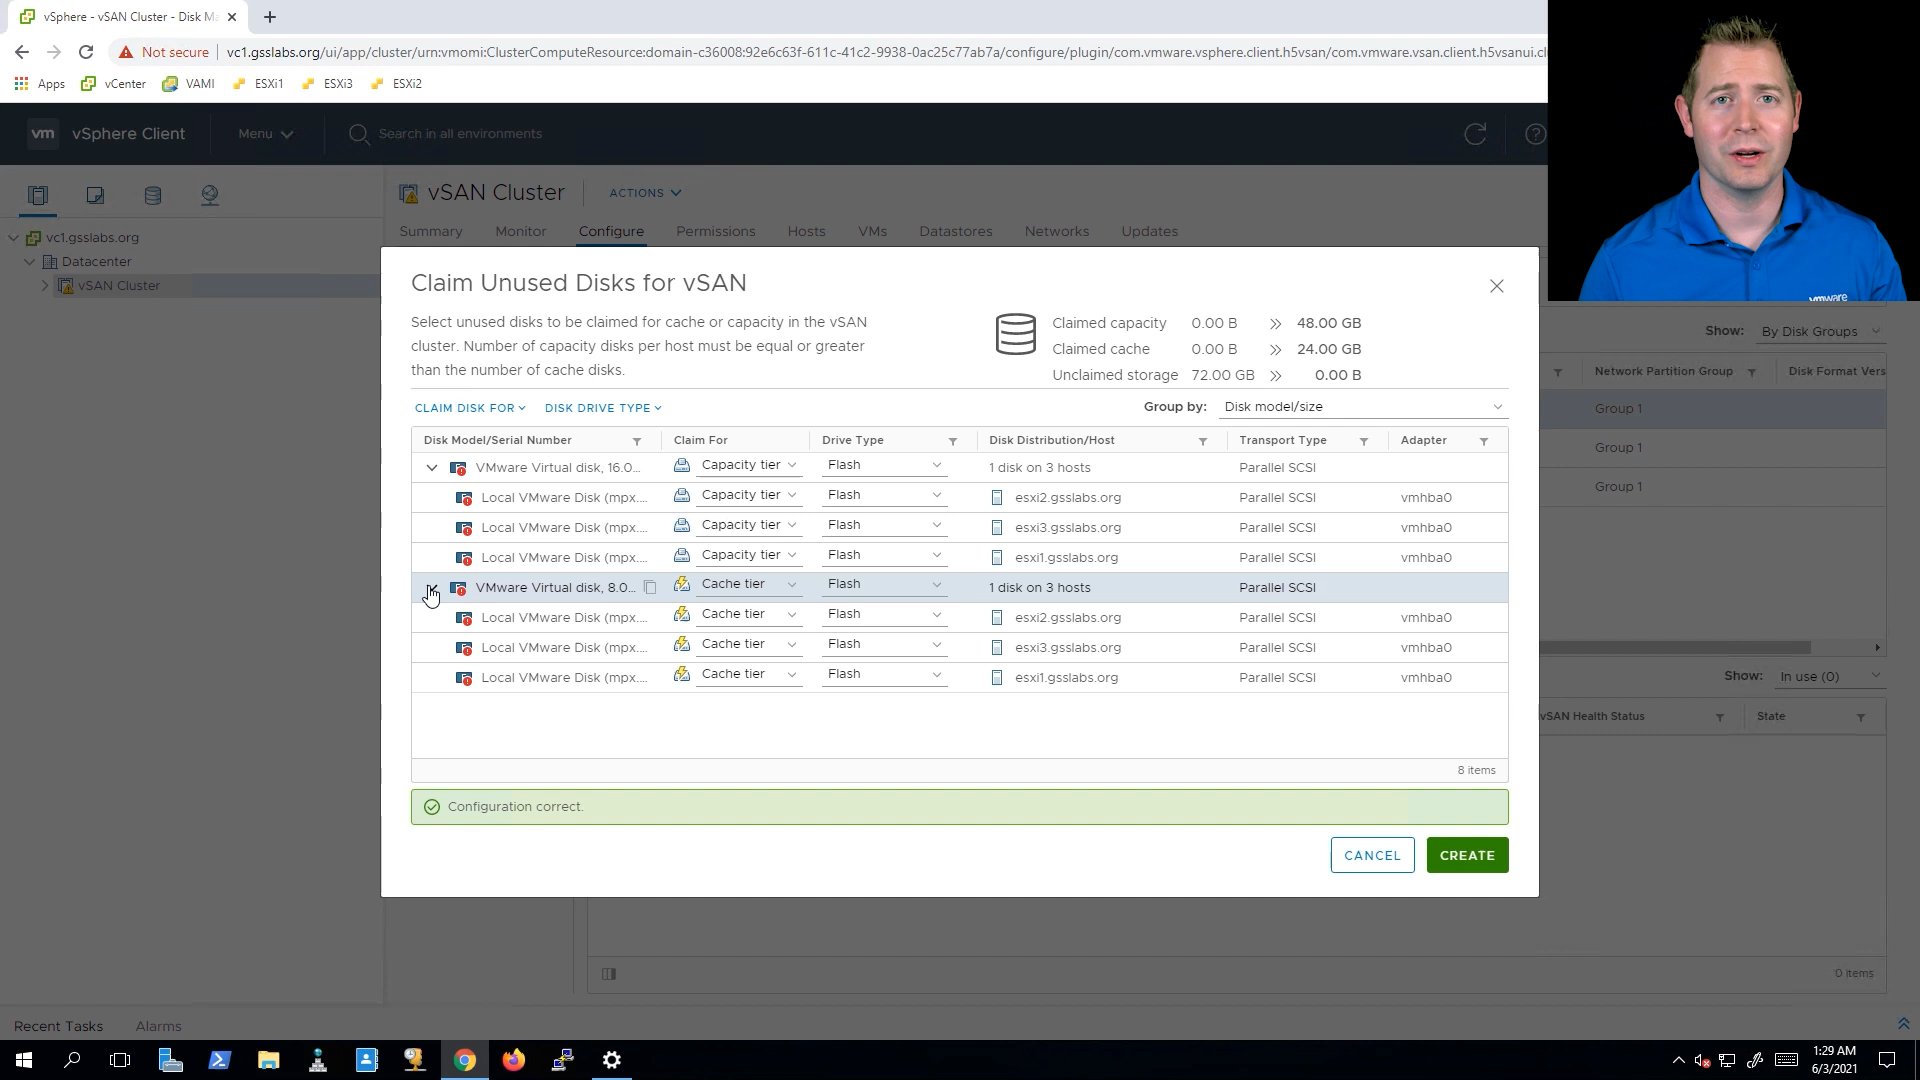 vSphere - vSAN Cluster - Disk Ma
Not secure
vc1.gsslabs.org/ui/app/cluster/urn:vmomi:ClusterComputeResource:domain-c36008:92e6c63f-611c-41c2-9938-0ac25c77ab7a/configure/plugin/com.vmware.vsphere.client.h5vsan/com.vmware.vsan.client.h5vsanui.cl
Apps vCenter VAMI ESXi1 ESXi3 ESXi2
vm vSphere Client Menu Search in all environments
vmware
vSAN Cluster ACTIONS
Summary Monitor Configure Permissions Hosts VMs Datastores Networks Updates
vc1.gsslabs.org
Datacenter
vSAN Cluster
Claim Unused Disks for vSAN
Select unused disks to be claimed for cache or capacity in the vSAN
cluster. Number of capacity disks per host must be equal or greater
than the number of cache disks.
Claimed capacity 0.00 B 48.00 GB
Claimed cache 0.00 B 24.00 GB
Unclaimed storage 72.00 GB 0.00 B
CLAIM DISK FOR DISK DRIVE TYPE Group by: Disk model/size
Disk Model/Serial Number Claim For Drive Type Disk Distribution/Host Transport Type Adapter
VMware Virtual disk, 16.0... Capacity tier Flash 1 disk on 3 hosts Parallel SCSI
Local VMware Disk (mpx.... Capacity tier Flash esxi2.gsslabs.org Parallel SCSI vmhba0
Local VMware Disk (mpx.... Capacity tier Flash esxi3.gsslabs.org Parallel SCSI vmhba0
Local VMware Disk (mpx.... Capacity tier Flash esxi1.gsslabs.org Parallel SCSI vmhba0
VMware Virtual disk, 8.0... Cache tier Flash 1 disk on 3 hosts Parallel SCSI
Local VMware Disk (mpx.... Cache tier Flash esxi2.gsslabs.org Parallel SCSI vmhba0
Local VMware Disk (mpx.... Cache tier Flash esxi3.gsslabs.org Parallel SCSI vmhba0
Local VMware Disk (mpx.... Cache tier Flash esxi1.gsslabs.org Parallel SCSI vmhba0
8 items
Configuration correct.
CANCEL CREATE
Show: By Disk Groups
Network Partition Group Disk Format Vers
Group 1
Group 1
Group 1
Show: In use (0)
vSAN Health Status State
0 items
Recent Tasks Alarms
1:29 AM
6/3/2021